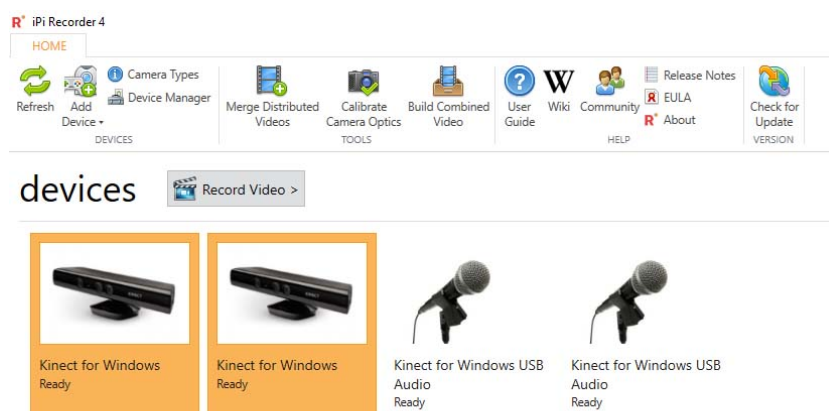 R iPi Recorder 4
HOME
Refresh
Add
Device
Camera Types
Device Manager
DEVICES
Merge Distributed
Videos
Calibrate
Camera Optics
Build Combined
Video
TOOLS
User
Guide
W
Wiki
Community
Release Notes
R EULA
R About
HELP
Check for
Update
VERSION
devices
Record Video >
KINECT
Kinect for Windows
Ready
KINECT
Kinect for Windows
Ready
Kinect for Windows USB
Audio
Ready
Kinect for Windows USB
Audio
Ready